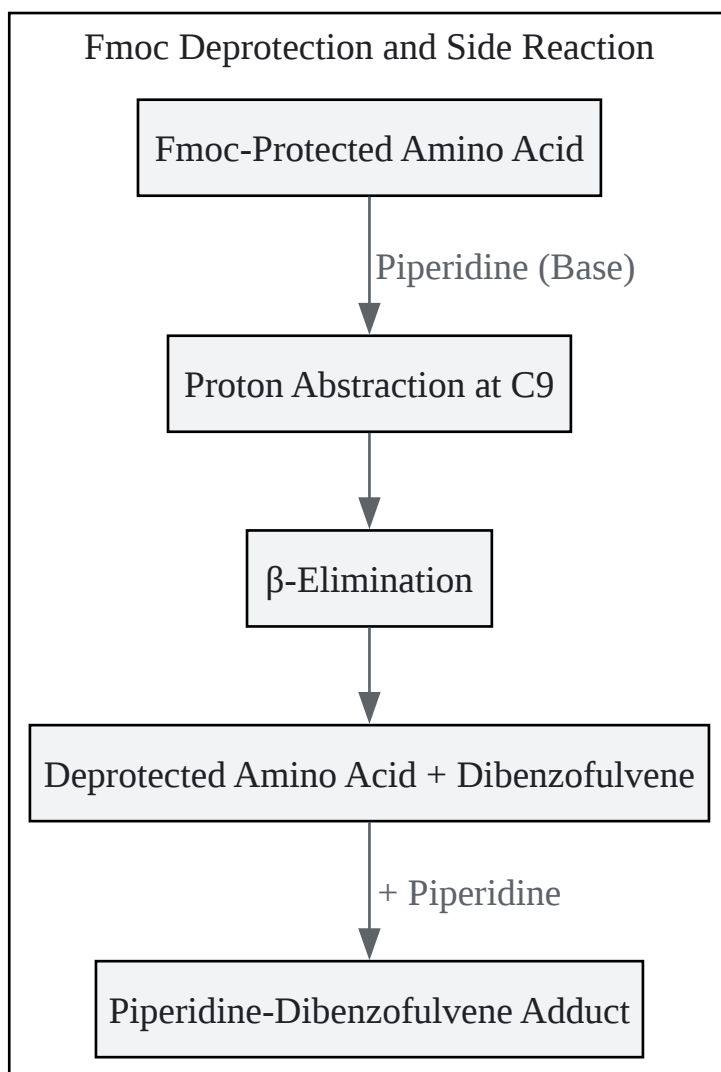 Fmoc Deprotection and Side Reaction
Fmoc-Protected Amino Acid
Piperidine (Base)
Proton Abstraction at C9
β-Elimination
Deprotected Amino Acid + Dibenzofulvene
+ Piperidine
Piperidine-Dibenzofulvene Adduct